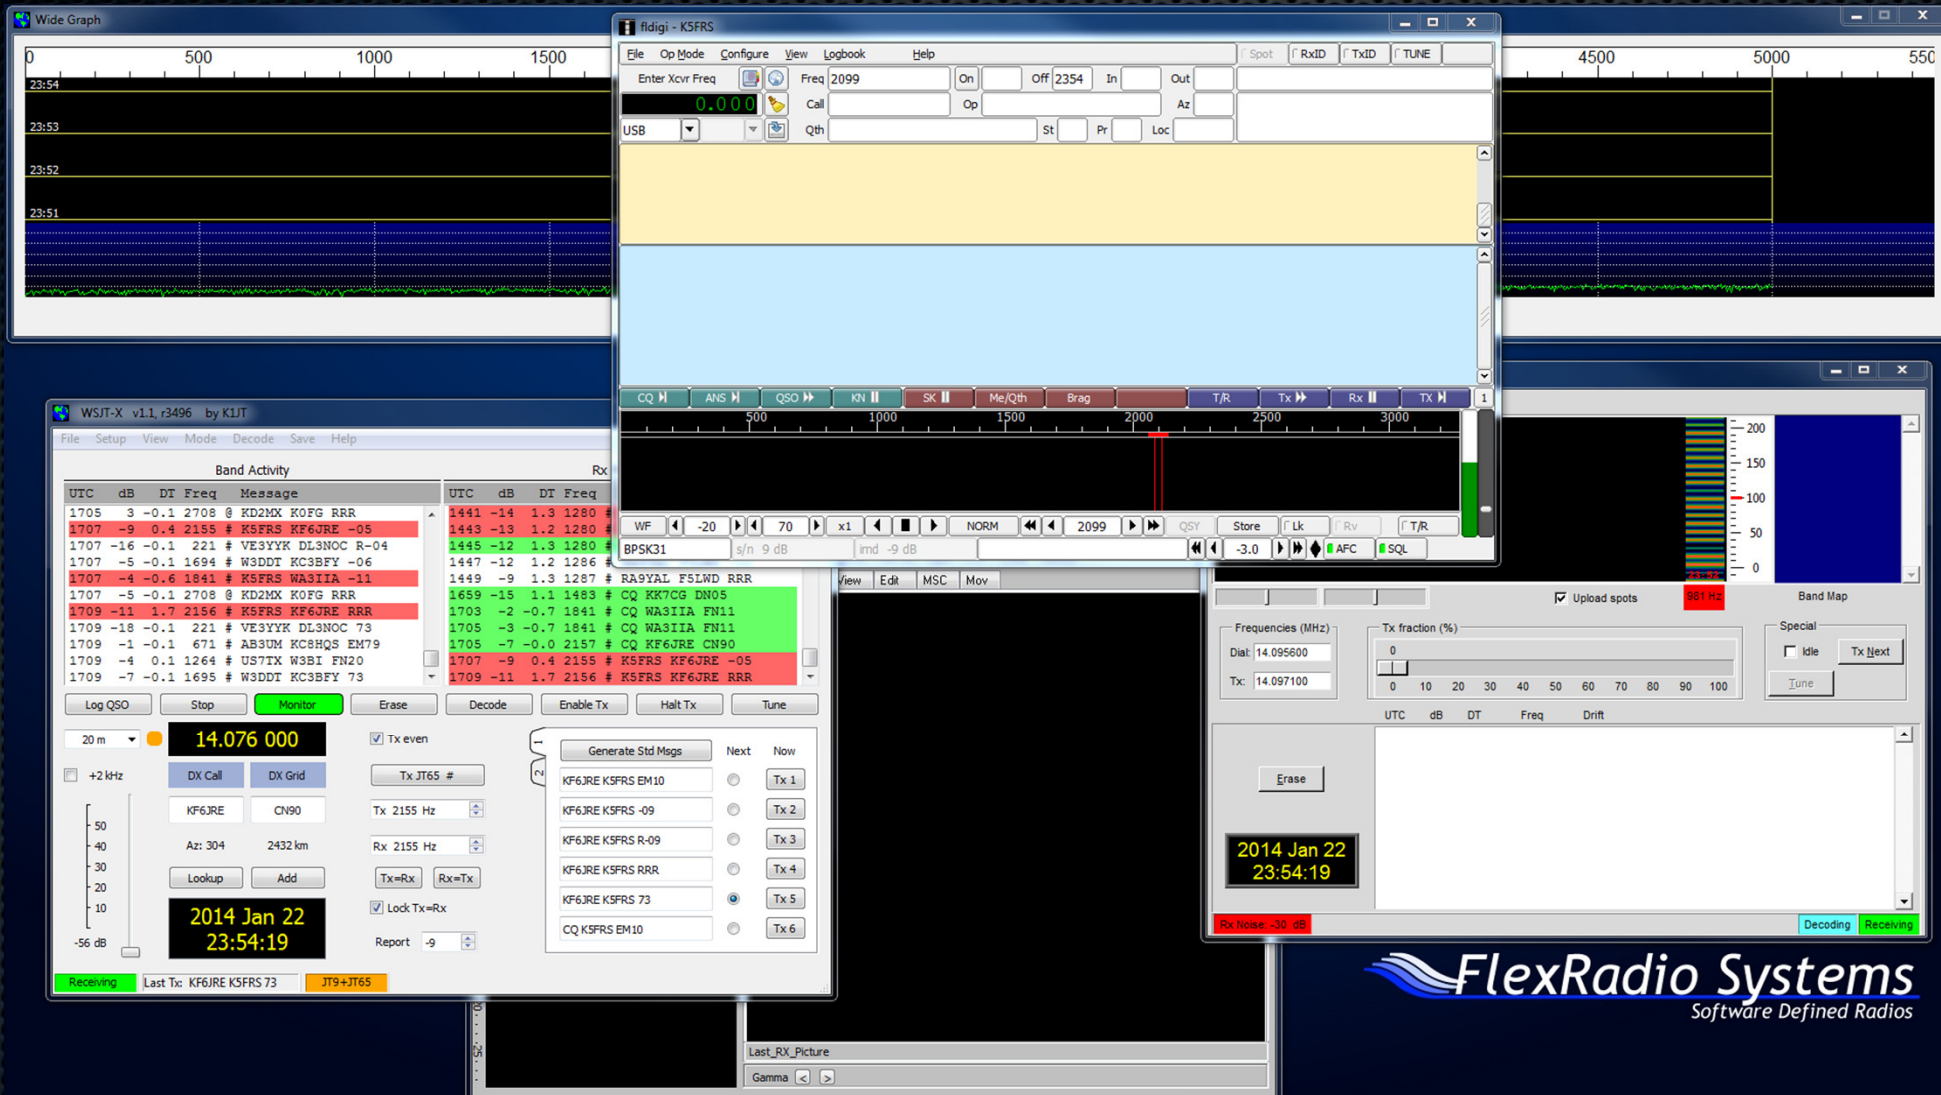 Wide Graph
0 500 1000 1500
4500 5000 550
23:54
23:53
23:52
23:51
fldigi - K5FRS
File Op Mode Configure View Logbook Help
Spot RxID TxID TUNE
Enter Xcvr Freq
Freq 2099 On Off 2354 In Out
0.000
Call Op Az
USB
Qth St Pr Loc
CQ ANS QSO KN SK Me/Qth Brag T/R Tx Rx TX 1
500 1000 1500 2000 2500 3000
WF -20 70 x1 NORM 2099 QSY Store Lk Rv T/R
BPSK31 s/n 9 dB imd -9 dB -3.0 AFC SQL
WSJT-X v1.1, r3496 by K1JT
File Setup View Mode Decode Save Help
Band Activity
UTC dB DT Freq Message
1705 3 -0.1 2708 @ KD2MX K0FG RRR
1707 -9 0.4 2155 # K5FRS KF6JRE -05
1707 -16 -0.1 221 # VE3YYK DL3NOC R-04
1707 -5 -0.1 1694 # W3DDT KC3BFY -06
1707 -4 -0.6 1841 # K5FRS WA3IIA -11
1707 -5 -0.1 2708 @ KD2MX K0FG RRR
1709 -11 1.7 2156 # K5FRS KF6JRE RRR
1709 -18 -0.1 221 # VE3YYK DL3NOC 73
1709 -1 -0.1 671 # AB3UM KC8HQS EM79
1709 -4 0.1 1264 # US7TX W3BI FN20
1709 -7 -0.1 1695 # W3DDT KC3BFY 73
Rx
UTC dB DT Freq
1441 -14 1.3 1280 #
1443 -13 1.2 1280 #
1445 -12 1.3 1280 #
1447 -12 1.2 1286 #
1449 -9 1.3 1287 # RA9YAL F5LWD RRR
1659 -15 1.1 1483 # CQ KK7CG DN05
1703 -2 -0.7 1841 # CQ WA3IIA FN11
1705 -3 -0.7 1841 # CQ WA3IIA FN11
1705 -7 -0.0 2157 # CQ KF6JRE CN90
1707 -9 0.4 2155 # K5FRS KF6JRE -05
1709 -11 1.7 2156 # K5FRS KF6JRE RRR
Log QSO Stop Monitor Erase Decode Enable Tx Halt Tx Tune
20 m
14.076 000
Tx even
+2 kHz
DX Call DX Grid
Tx JT65 #
KF6JRE CN90
Tx 2155 Hz
Az: 304 2432 km
Rx 2155 Hz
Lookup Add
Tx=Rx Rx=Tx
Lock Tx=Rx
Report -9
50
40
30
20
10
-56 dB
2014 Jan 22
23:54:19
1
2
Generate Std Msgs Next Now
KF6JRE K5FRS EM10 Tx 1
KF6JRE K5FRS -09 Tx 2
KF6JRE K5FRS R-09 Tx 3
KF6JRE K5FRS RRR Tx 4
KF6JRE K5FRS 73 Tx 5
CQ K5FRS EM10 Tx 6
Receiving Last Tx: KF6JRE K5FRS 73 JT9+JT65
View Edit MSC Mov
Last_RX_Picture
Gamma < >
200
150
100
50
0
981 Hz
Upload spots
Band Map
Frequencies (MHz)
Dial: 14.095600
Tx: 14.097100
Tx fraction (%)
0
0 10 20 30 40 50 60 70 80 90 100
Special
Idle Tx Next
Tune
UTC dB DT Freq Drift
Erase
2014 Jan 22
23:54:19
Rx Noise: -30 dB
Decoding Receiving
FlexRadio Systems
Software Defined Radios